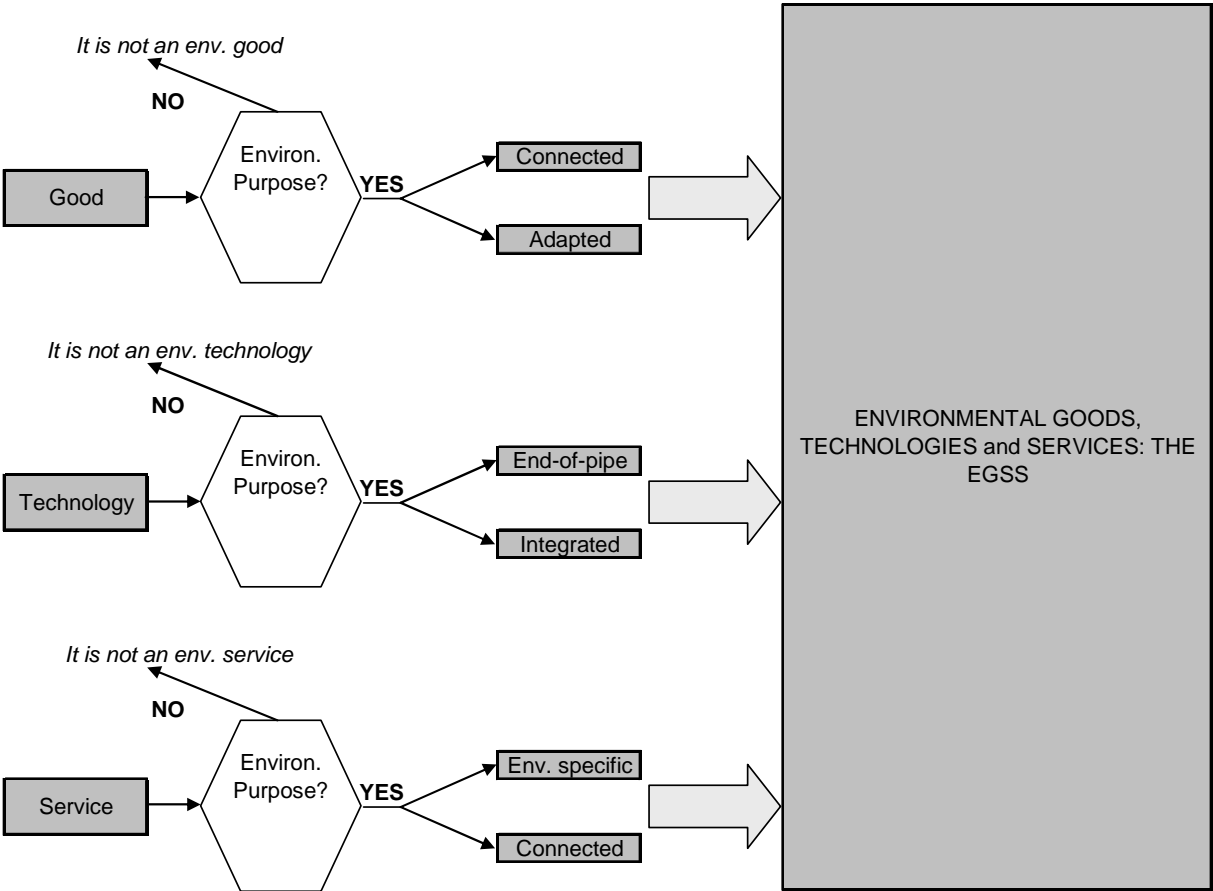 It is not an env. good
NO
Environ.
Purpose?
Good
YES
Connected
Adapted
It is not an env. technology
NO
Environ.
Purpose?
Technology
YES
End-of-pipe
Integrated
ENVIRONMENTAL GOODS,
TECHNOLOGIES and SERVICES: THE
EGSS
It is not an env. service
NO
Environ.
Purpose?
Service
YES
Env. specific
Connected